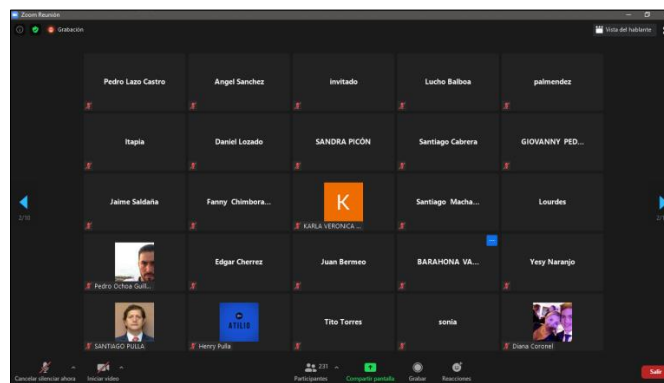 Zoom Reunión
Grabación
Vista del hablante
Pedro Lazo Castro
Angel Sanchez
invitado
Lucho Balboa
palmendez
ltapia
Daniel Lozado
SANDRA PICÓN
Santiago Cabrera
GIOVANNY PED...
Jaime Saldaña
Fanny Chimbora...
K
KARLA VERONICA ...
Santiago Macha...
Lourdes
2/10
Pedro Ochoa Guill...
Edgar Cherrez
Juan Bermeo
BARAHONA VA...
Yesy Naranjo
SANTIAGO PULLA
ATILIO
Henry Pulla
Tito Torres
sonia
Diana Coronel
Cancelar silenciar ahora
Iniciar video
231
Participantes
Compartir pantalla
Grabar
Reacciones
Salir